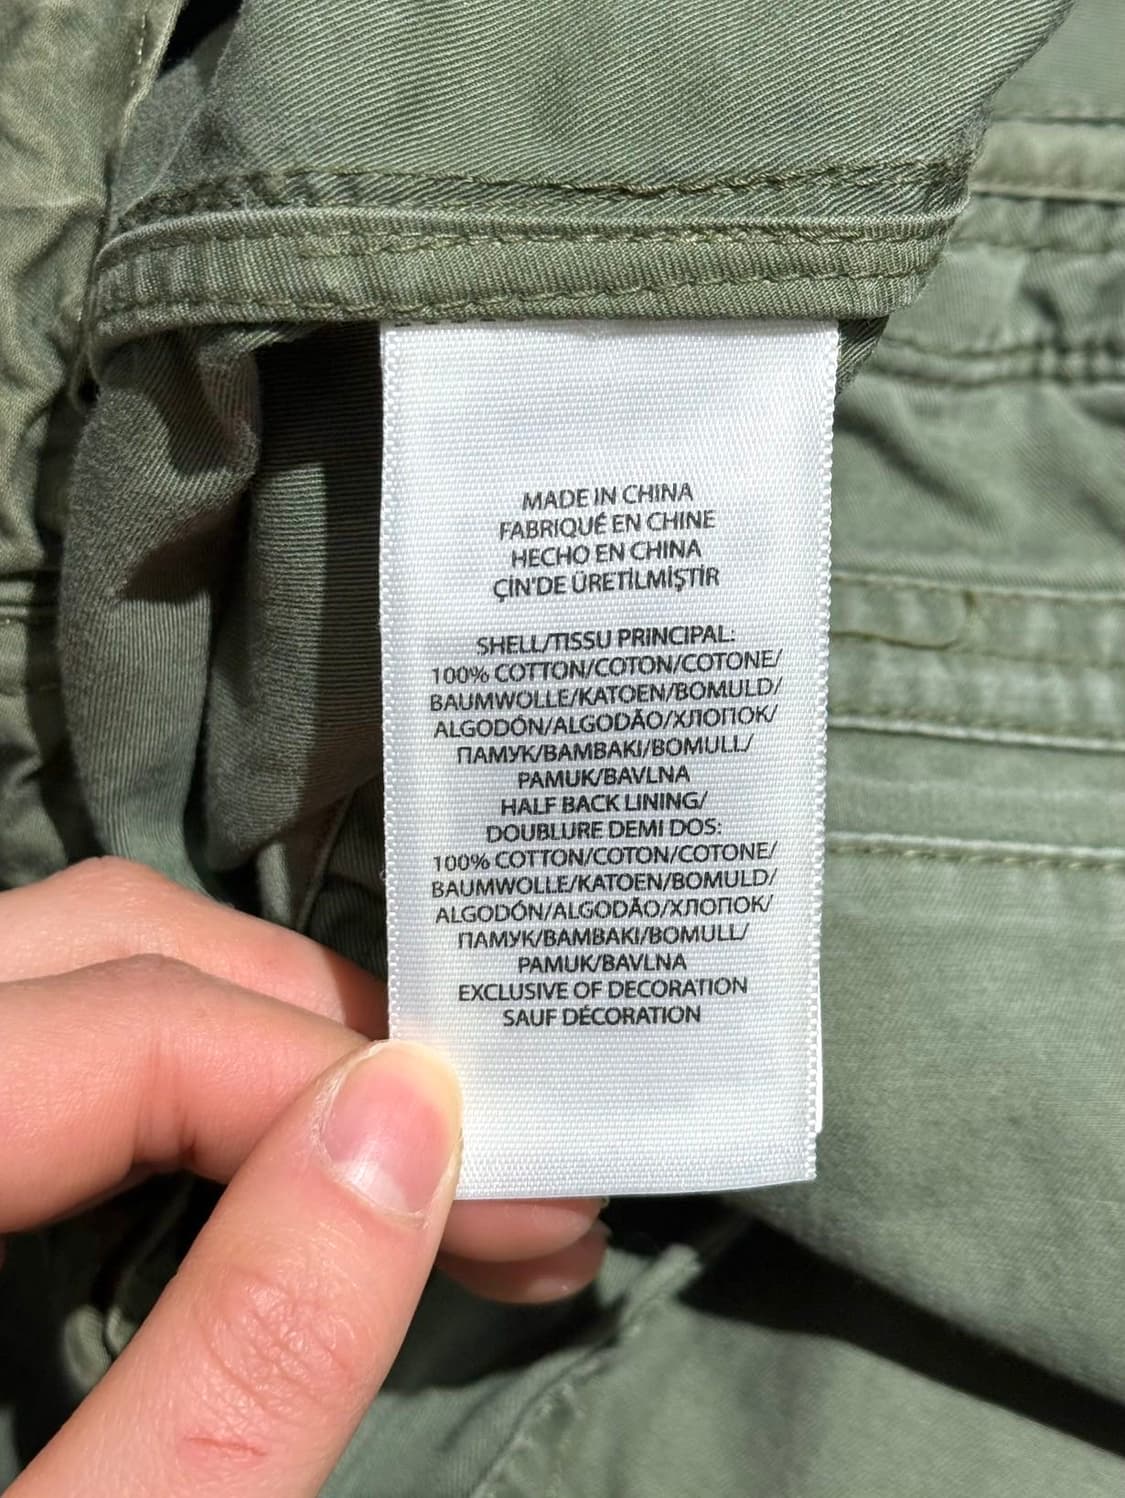 MADE IN CHINA
FABRIQUÉ EN CHINE
HECHO EN CHINA
ÇİN'DE ÜRETİLMİŞTİR
SHELL/TISSU PRINCIPAL:
100% COTTON/COTON/COTONE/
BAUMWOLLE/KATOEN/BOMULD/
ALGODÓN/ALGODÃO/ХЛОПОК/
ПАМУК/BAMBAKI/BOMULL/
PAMUK/BAVLNA
HALF BACK LINING/
DOUBLURE DEMI DOS:
100% COTTON/COTON/COTONE/
BAUMWOLLE/KATOEN/BOMULD/
ALGODÓN/ALGODÃO/ХЛОПОК/
ПАМУК/BAMBAKI/BOMULL/
PAMUK/BAVLNA
EXCLUSIVE OF DECORATION
SAUF DÉCORATION